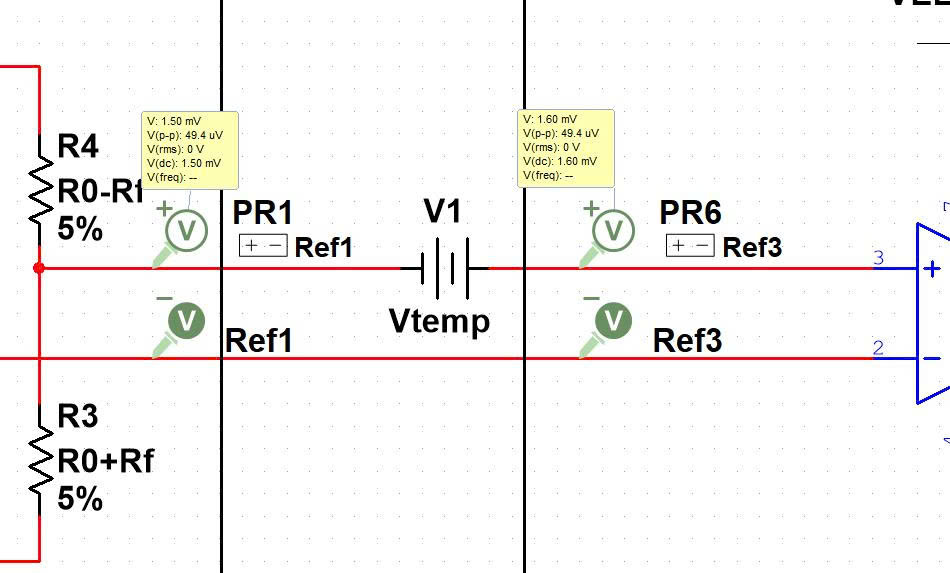 V: 1.50 mV
V(p-p): 49.4 uV
V(rms): 0 V
V(dc): 1.50 mV
V(freq): --
V: 1.60 mV
V(p-p): 49.4 uV
V(rms): 0 V
V(dc): 1.60 mV
V(freq): --
R4
R0-Rf
5%
+
V
PR1
+ -
Ref1
V1
Vtemp
+
V
PR6
+ -
Ref3
3
+
−
V
Ref1
−
V
Ref3
2
−
R3
R0+Rf
5%